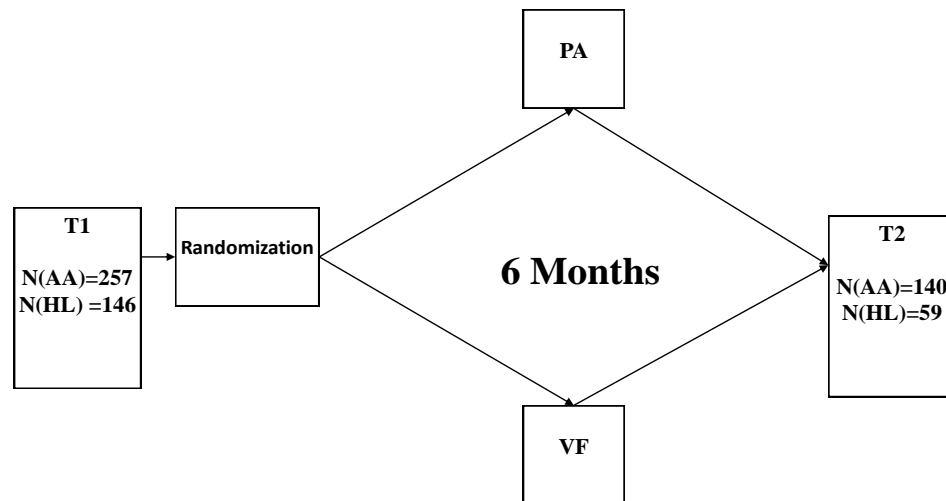 PA
T1
N(AA)=257
N(HL) =146
Randomization
6 Months
T2
N(AA)=140
N(HL)=59
VF